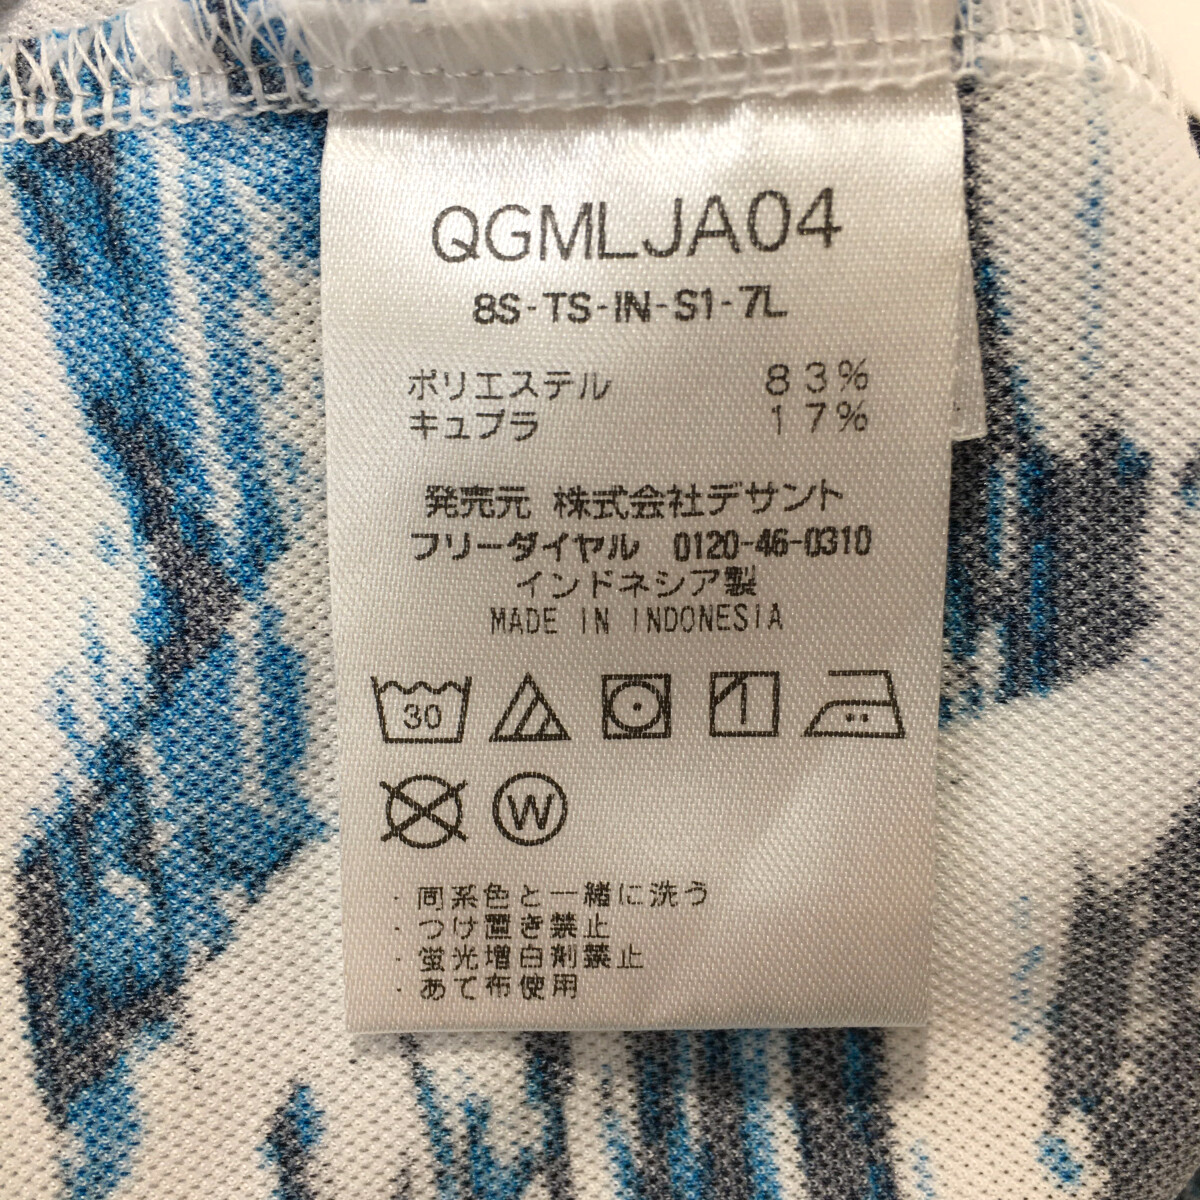 QGMLJA04
8S-TS-IN-S1-7L
ポリエステル 83%
キュプラ 17%
発売元 株式会社デサント
フリーダイヤル 0120-46-0310
インドネシア製
MADE IN INDONESIA
30
W
・同系色と一緒に洗う
・つけ置き禁止
・蛍光増白剤禁止
・あて布使用